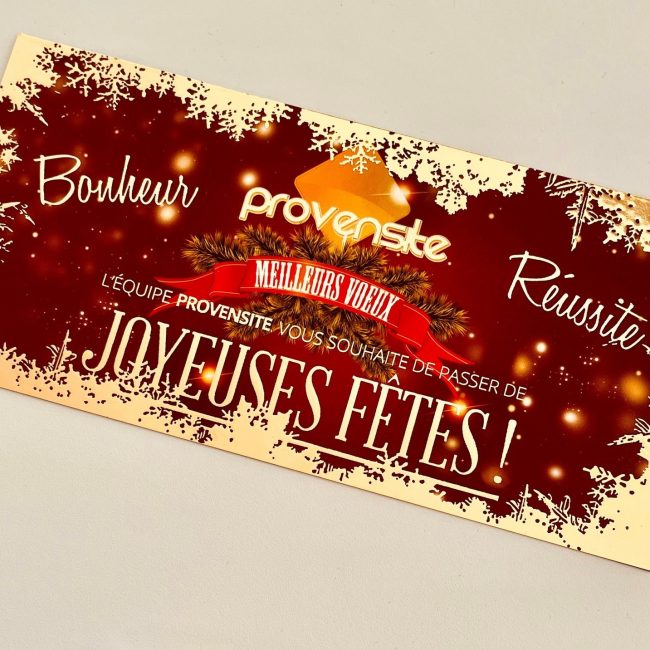 Bonheur
provensite
MEILLEURS VOEUX
Réussite
L'ÉQUIPE PROVENSITE VOUS SOUHAITE DE PASSER DE
JOYEUSES FÊTES !